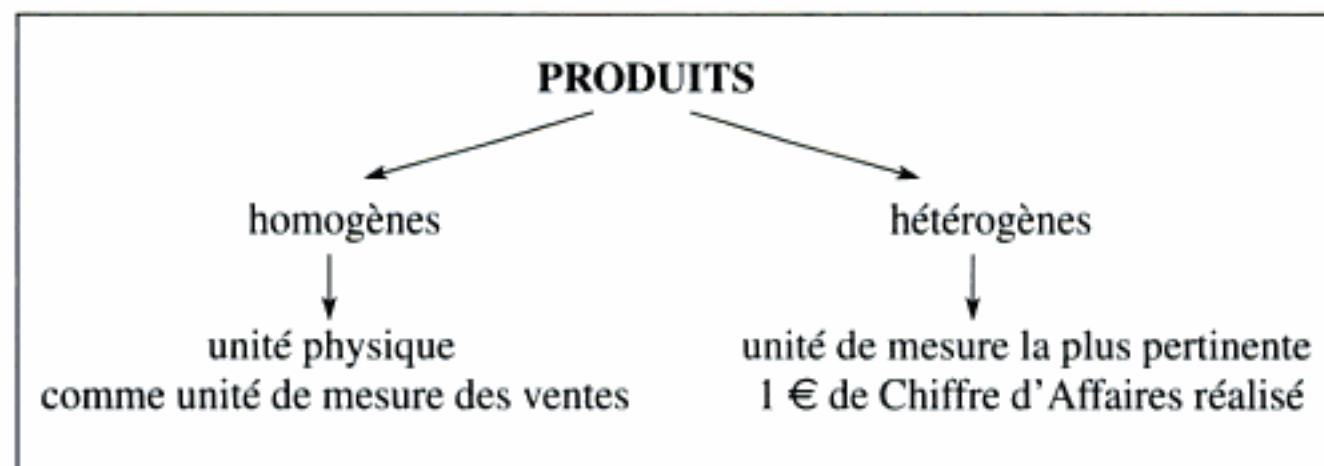 PRODUITS
homogènes
hétérogènes
unité physique
comme unité de mesure des ventes
unité de mesure la plus pertinente
1 € de Chiffre d'Affaires réalisé